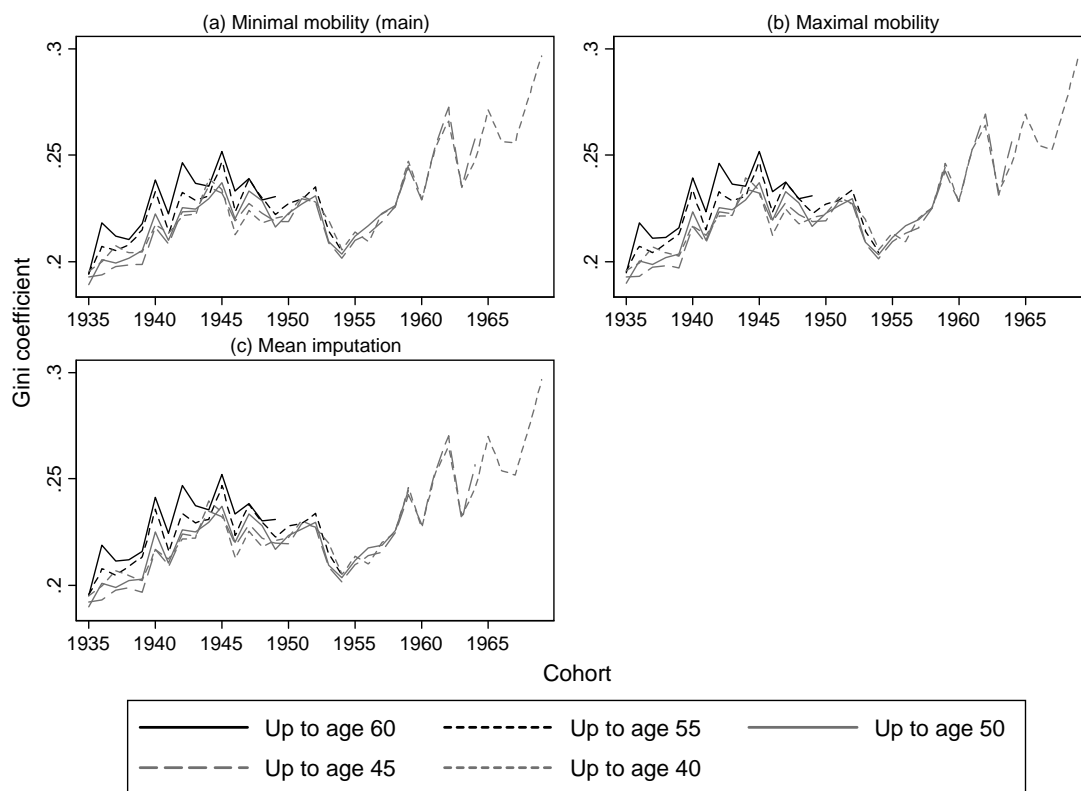 (a) Minimal mobility (main)
(b) Maximal mobility
.3
.25
.2
1935 1940 1945 1950 1955 1960 1965
.3
.25
.2
1935 1940 1945 1950 1955 1960 1965
(c) Mean imputation
.3
.25
.2
1935 1940 1945 1950 1955 1960 1965
Gini coefficient
Cohort
Up to age 60 Up to age 55 Up to age 50
Up to age 45 Up to age 40